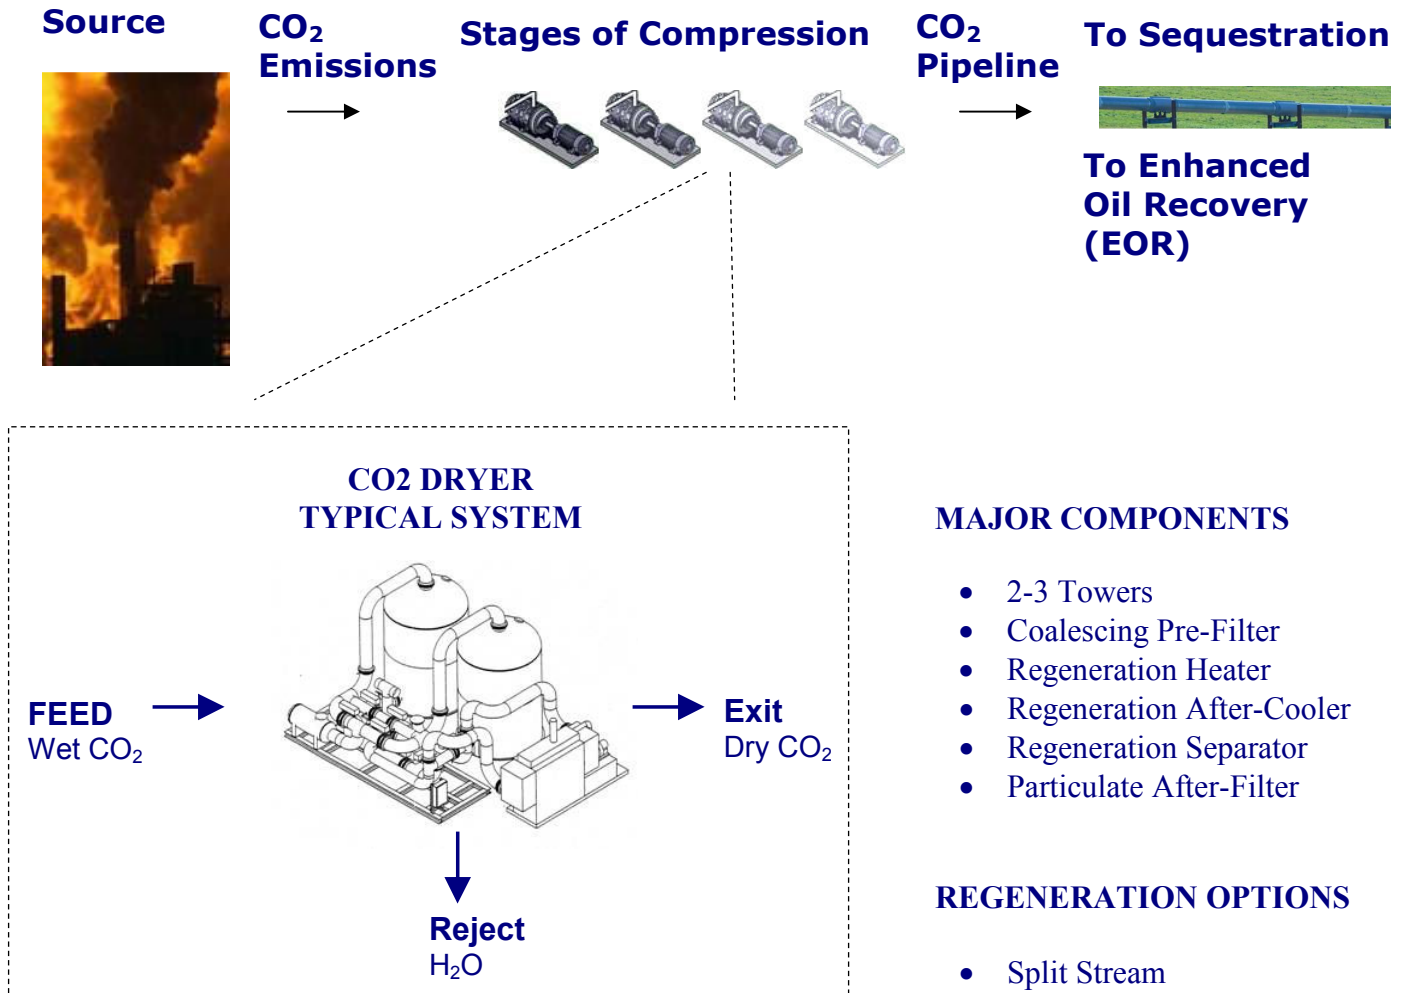 Source
CO₂
Emissions
Stages of Compression
CO₂
Pipeline
To Sequestration
To Enhanced
Oil Recovery
(EOR)
CO2 DRYER
TYPICAL SYSTEM
FEED
Wet CO₂
Exit
Dry CO₂
Reject
H₂O
MAJOR COMPONENTS
• 2-3 Towers
• Coalescing Pre-Filter
• Regeneration Heater
• Regeneration After-Cooler
• Regeneration Separator
• Particulate After-Filter
REGENERATION OPTIONS
• Split Stream